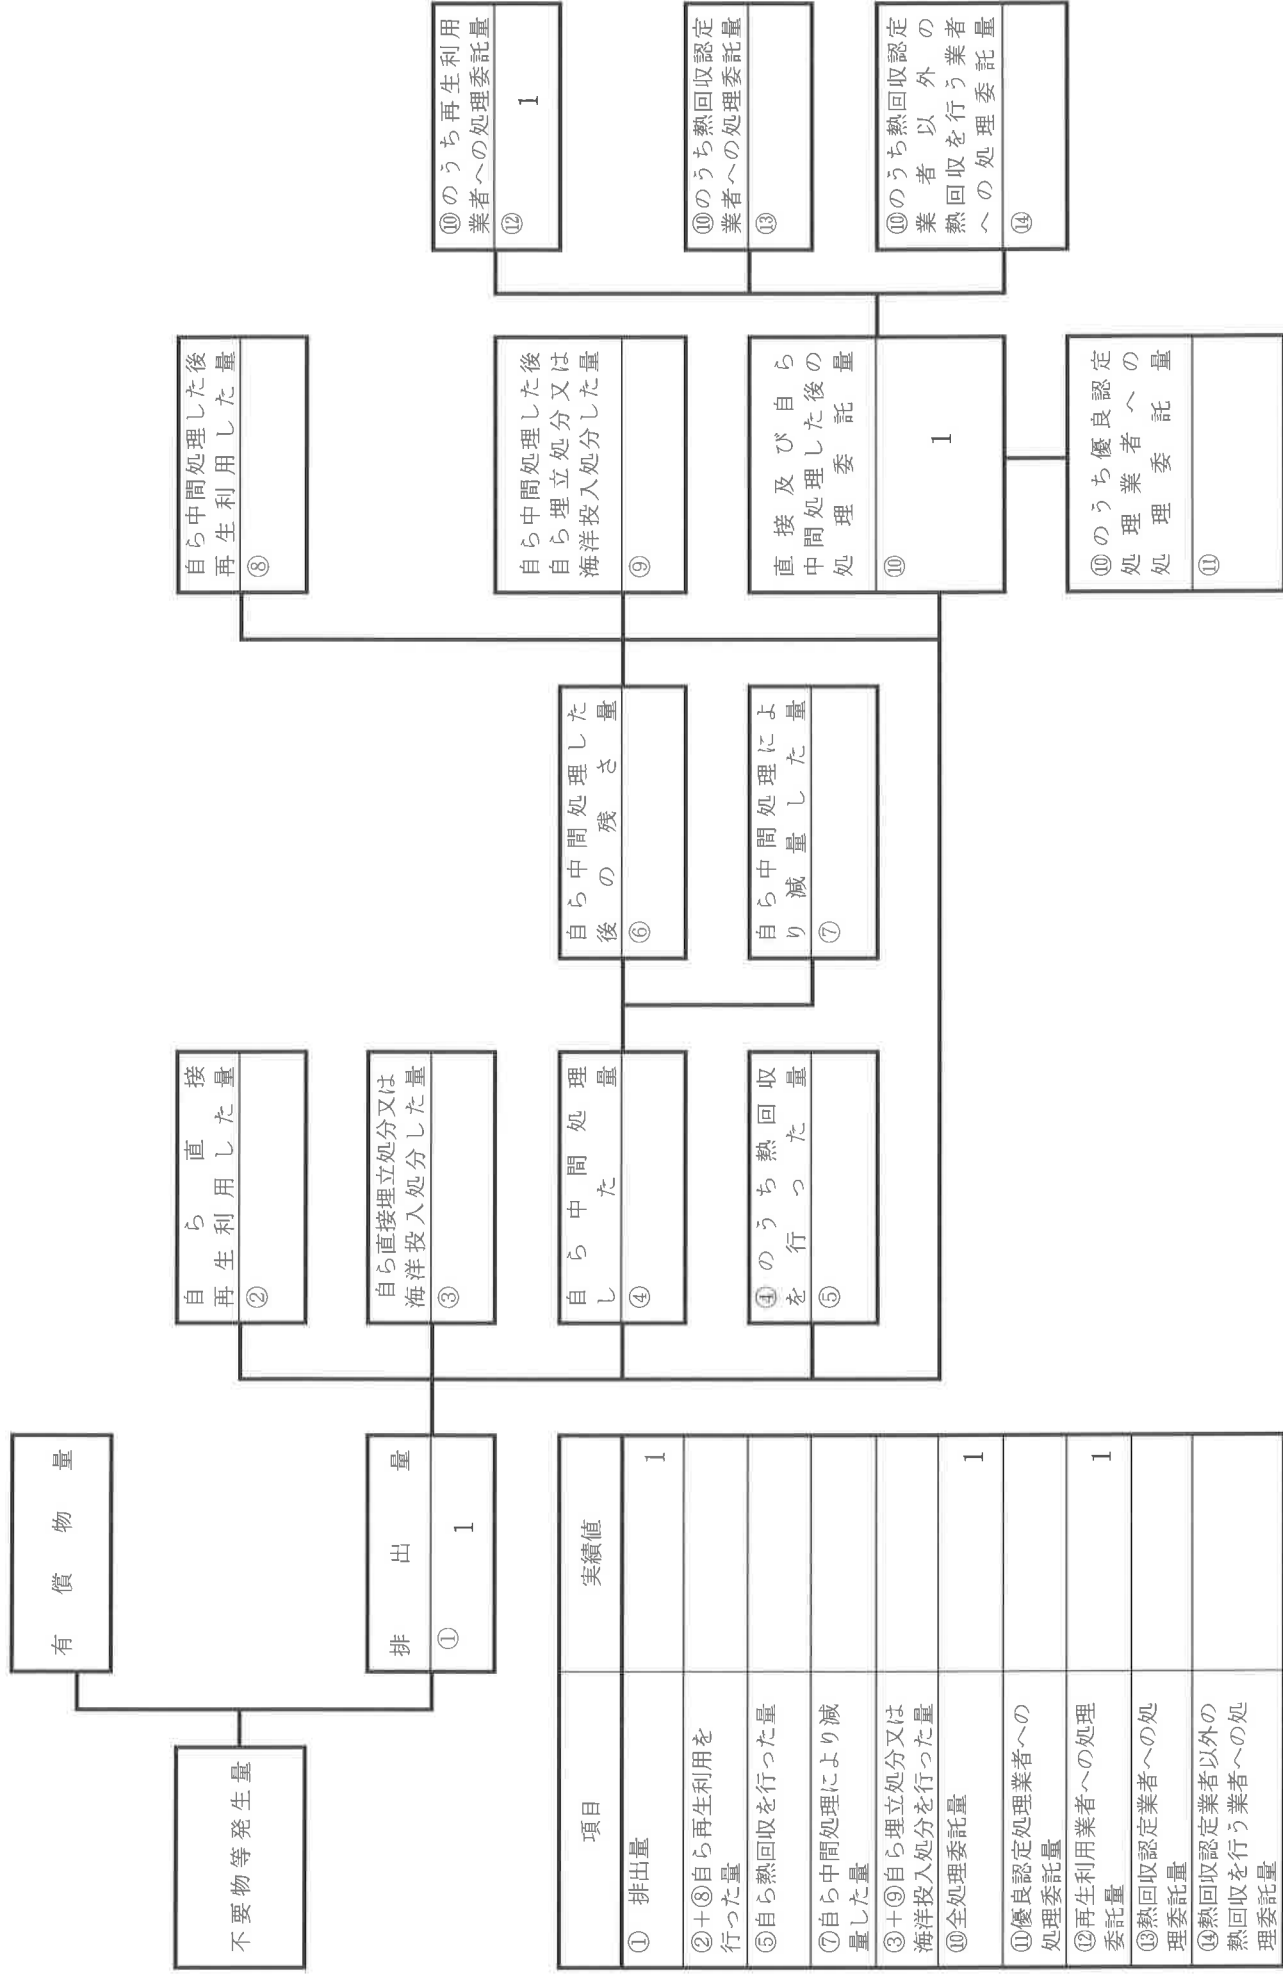 有償物量
不要物等発生量
排出量
①
1
自ら直接
再生利用した量
②
自ら直接埋立処分又は
海洋投入処分した量
③
自ら中間処理
した量
④
④のうち熱回収
を行った量
⑤
自ら中間処理した
後の残さ量
⑥
自ら中間処理によ
り減量した量
⑦
自ら中間処理した後
再生利用した量
⑧
自ら中間処理した後
自ら埋立処分又は
海洋投入処分した量
⑨
直接及び自ら
中間処理した後の
処理委託量
⑩
1
⑩のうち優良認定
処理業者への
処理委託量
⑪
⑩のうち再生利用
業者への処理委託量
⑫
1
⑩のうち熱回収認定
業者への処理委託量
⑬
⑩のうち熱回収認定
業者以外の
熱回収を行う業者
への処理委託量
⑭
項目 実績値
① 排出量 1
②+⑧自ら再生利用を
行った量
⑤自ら熱回収を行った量
⑦自ら中間処理により減
量した量
③+⑨自ら埋立処分又は
海洋投入処分を行った量
⑩全処理委託量 1
⑪優良認定処理業者への
処理委託量
⑫再生利用業者への処理 1
委託量
⑬熱回収認定業者への処
理委託量
⑭熱回収認定業者以外の
熱回収を行う業者への処
理委託量